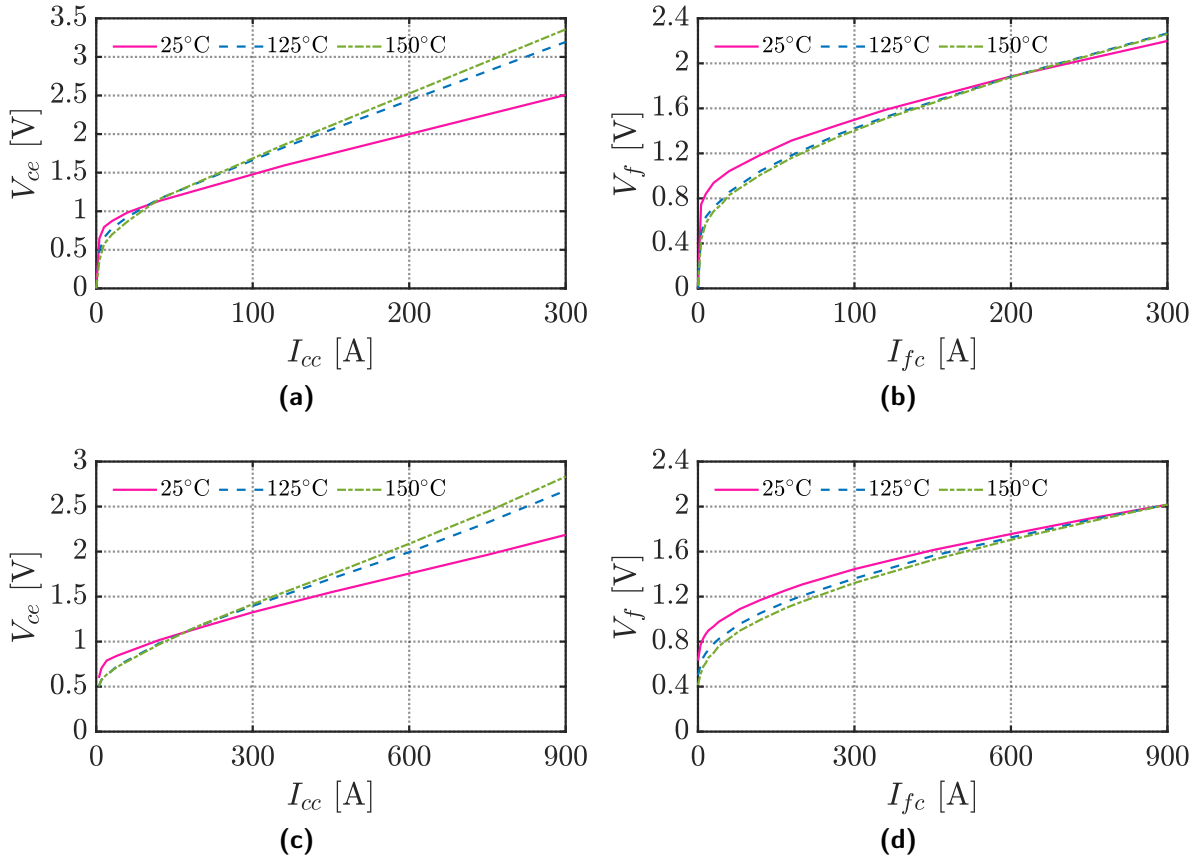 3.5
3
2.5
2
1.5
1
0.5
0
25°C 125°C 150°C
V_ce [V]
0 100 200 300
I_cc [A]
(a)
2.4
2
1.6
1.2
0.8
0.4
0
25°C 125°C 150°C
V_f [V]
0 100 200 300
I_fc [A]
(b)
3
2.5
2
1.5
1
0.5
0
25°C 125°C 150°C
V_ce [V]
0 300 600 900
I_cc [A]
(c)
2.4
2
1.6
1.2
0.8
0.4
0
25°C 125°C 150°C
V_f [V]
0 300 600 900
I_fc [A]
(d)